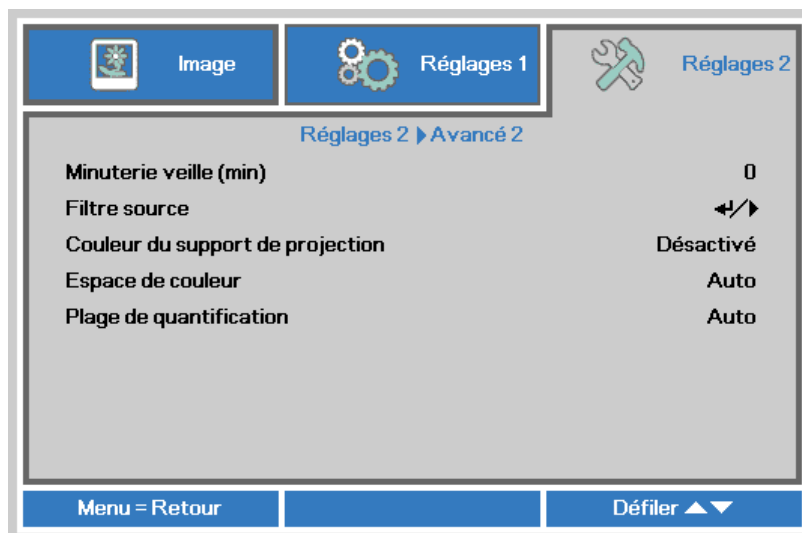 Image
Réglages 1
Réglages 2
Réglages 2 ▶ Avancé 2
Minuterie veille (min) 0
Filtre source ↵/▶
Couleur du support de projection Désactivé
Espace de couleur Auto
Plage de quantification Auto
Menu = Retour
Défiler ▲▼